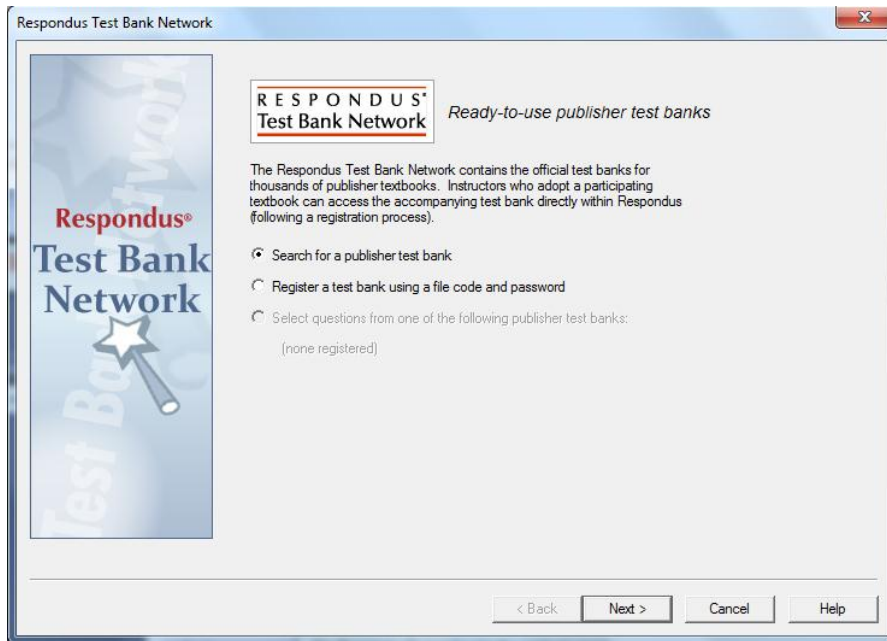 Respondus Test Bank Network
Respondus®
Test Bank
Network
Test Bank Network
RESPONDUS®
Test Bank Network
Ready-to-use publisher test banks
The Respondus Test Bank Network contains the official test banks for
thousands of publisher textbooks. Instructors who adopt a participating
textbook can access the accompanying test bank directly within Respondus
(following a registration process).
Search for a publisher test bank
Register a test bank using a file code and password
Select questions from one of the following publisher test banks:
(none registered)
< Back
Next >
Cancel
Help